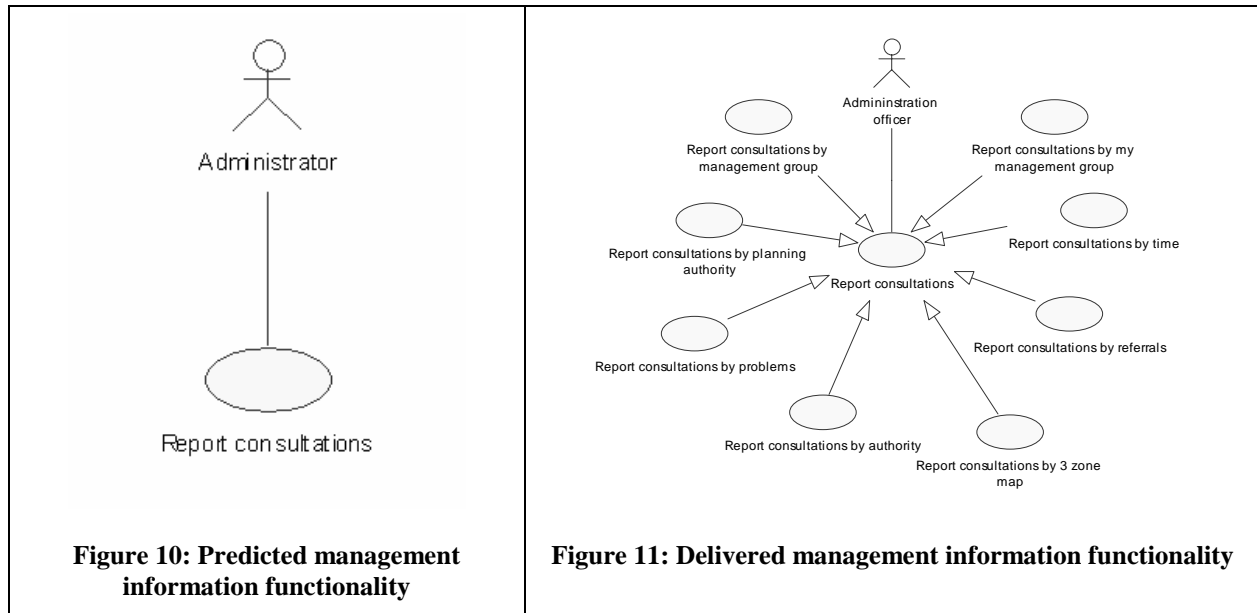 Administrator
Report consultations
Figure 10: Predicted management
information functionality
Admininstration
officer
Report consultations by
management group
Report consultations by my
management group
Report consultations by planning
authority
Report consultations by time
Report consultations
Report consultations by problems
Report consultations by referrals
Report consultations by authority
Report consultations by 3 zone
map
Figure 11: Delivered management information functionality